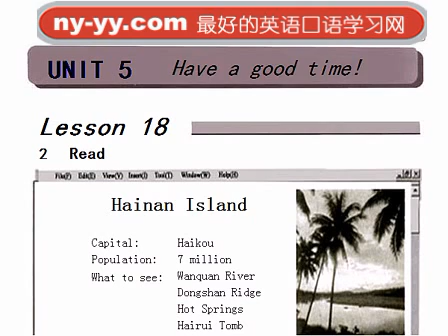 ny-yy.com 最好的英语口语学习网
UNIT 5 Have a good time!
Lesson 18
2 Read
File(F) Edit(E) View(V) Insert(I) Tool(T) Window(W) Help(H)
Hainan Island
Capital: Haikou
Population: 7 million
What to see: Wanquan River
Dongshan Ridge
Hot Springs
Hairui Tomb